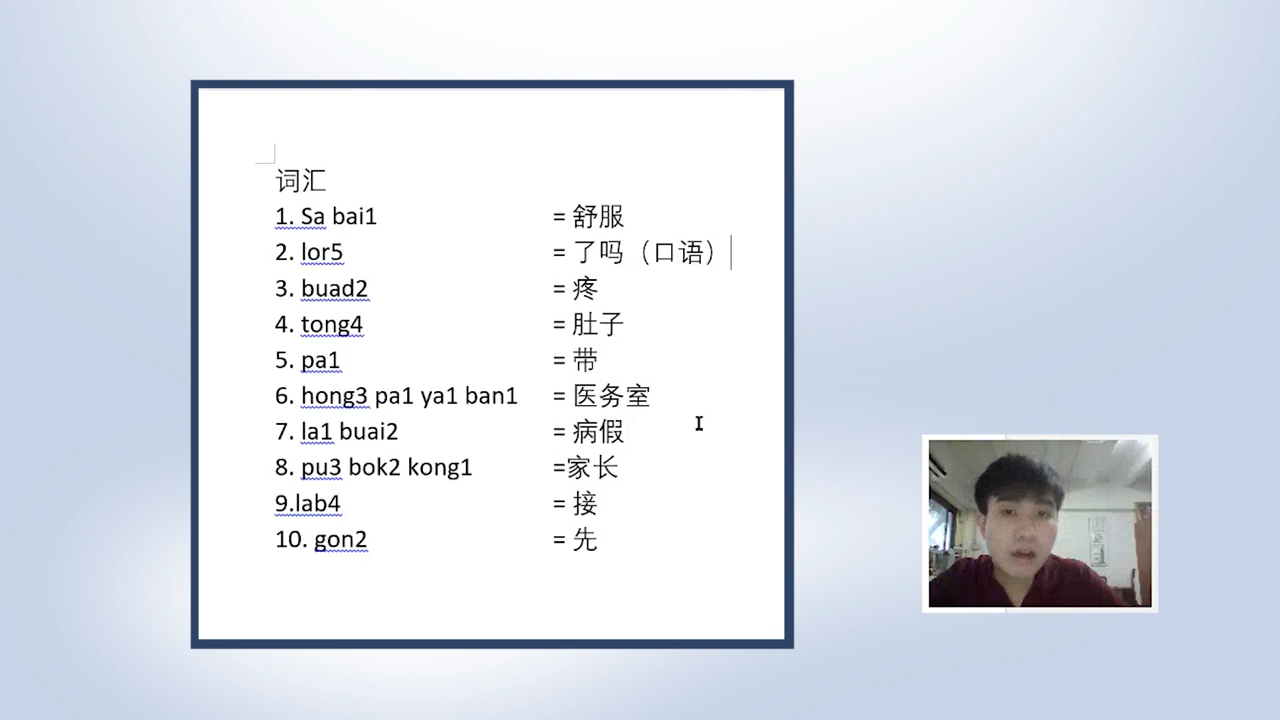 词汇
1. Sa bai1 = 舒服
2. lor5 = 了吗（口语）
3. buad2 = 疼
4. tong4 = 肚子
5. pa1 = 带
6. hong3 pa1 ya1 ban1 = 医务室
7. la1 buai2 = 病假
8. pu3 bok2 kong1 =家长
9.lab4 = 接
10. gon2 = 先